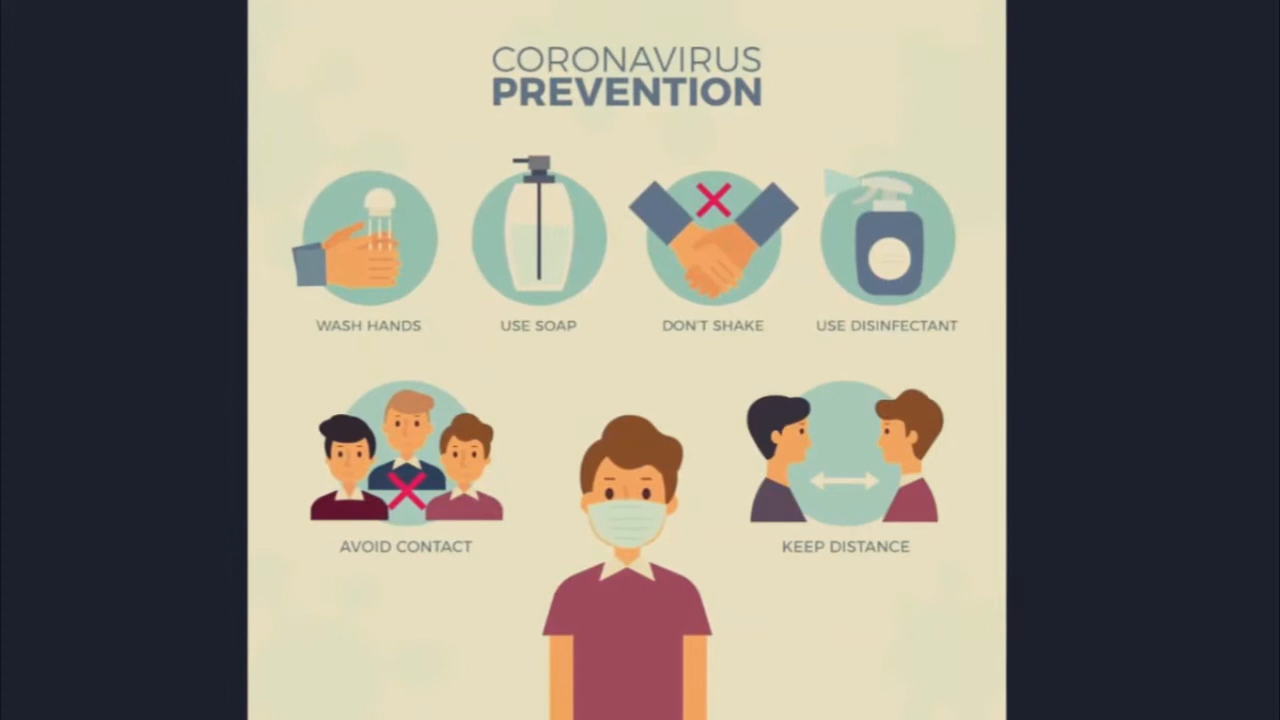 CORONAVIRUS
PREVENTION
WASH HANDS
USE SOAP
DON'T SHAKE
USE DISINFECTANT
AVOID CONTACT
KEEP DISTANCE